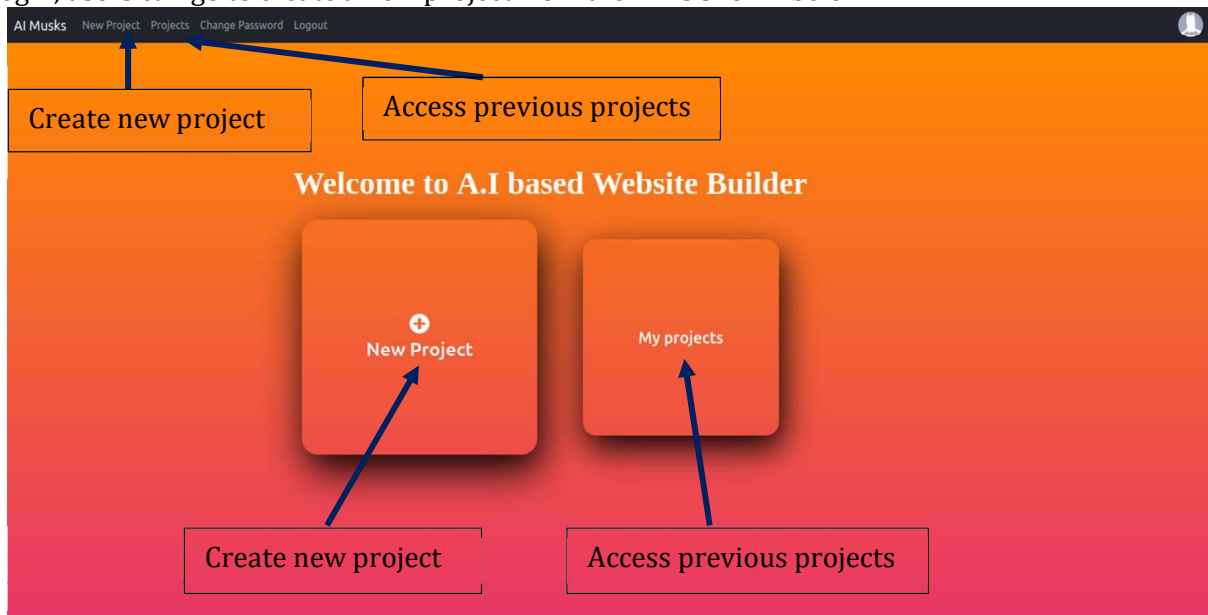 AI Musks New Project Projects Change Password Logout
Create new project
Access previous projects
Welcome to A.I based Website Builder
New Project
My projects
Create new project
Access previous projects